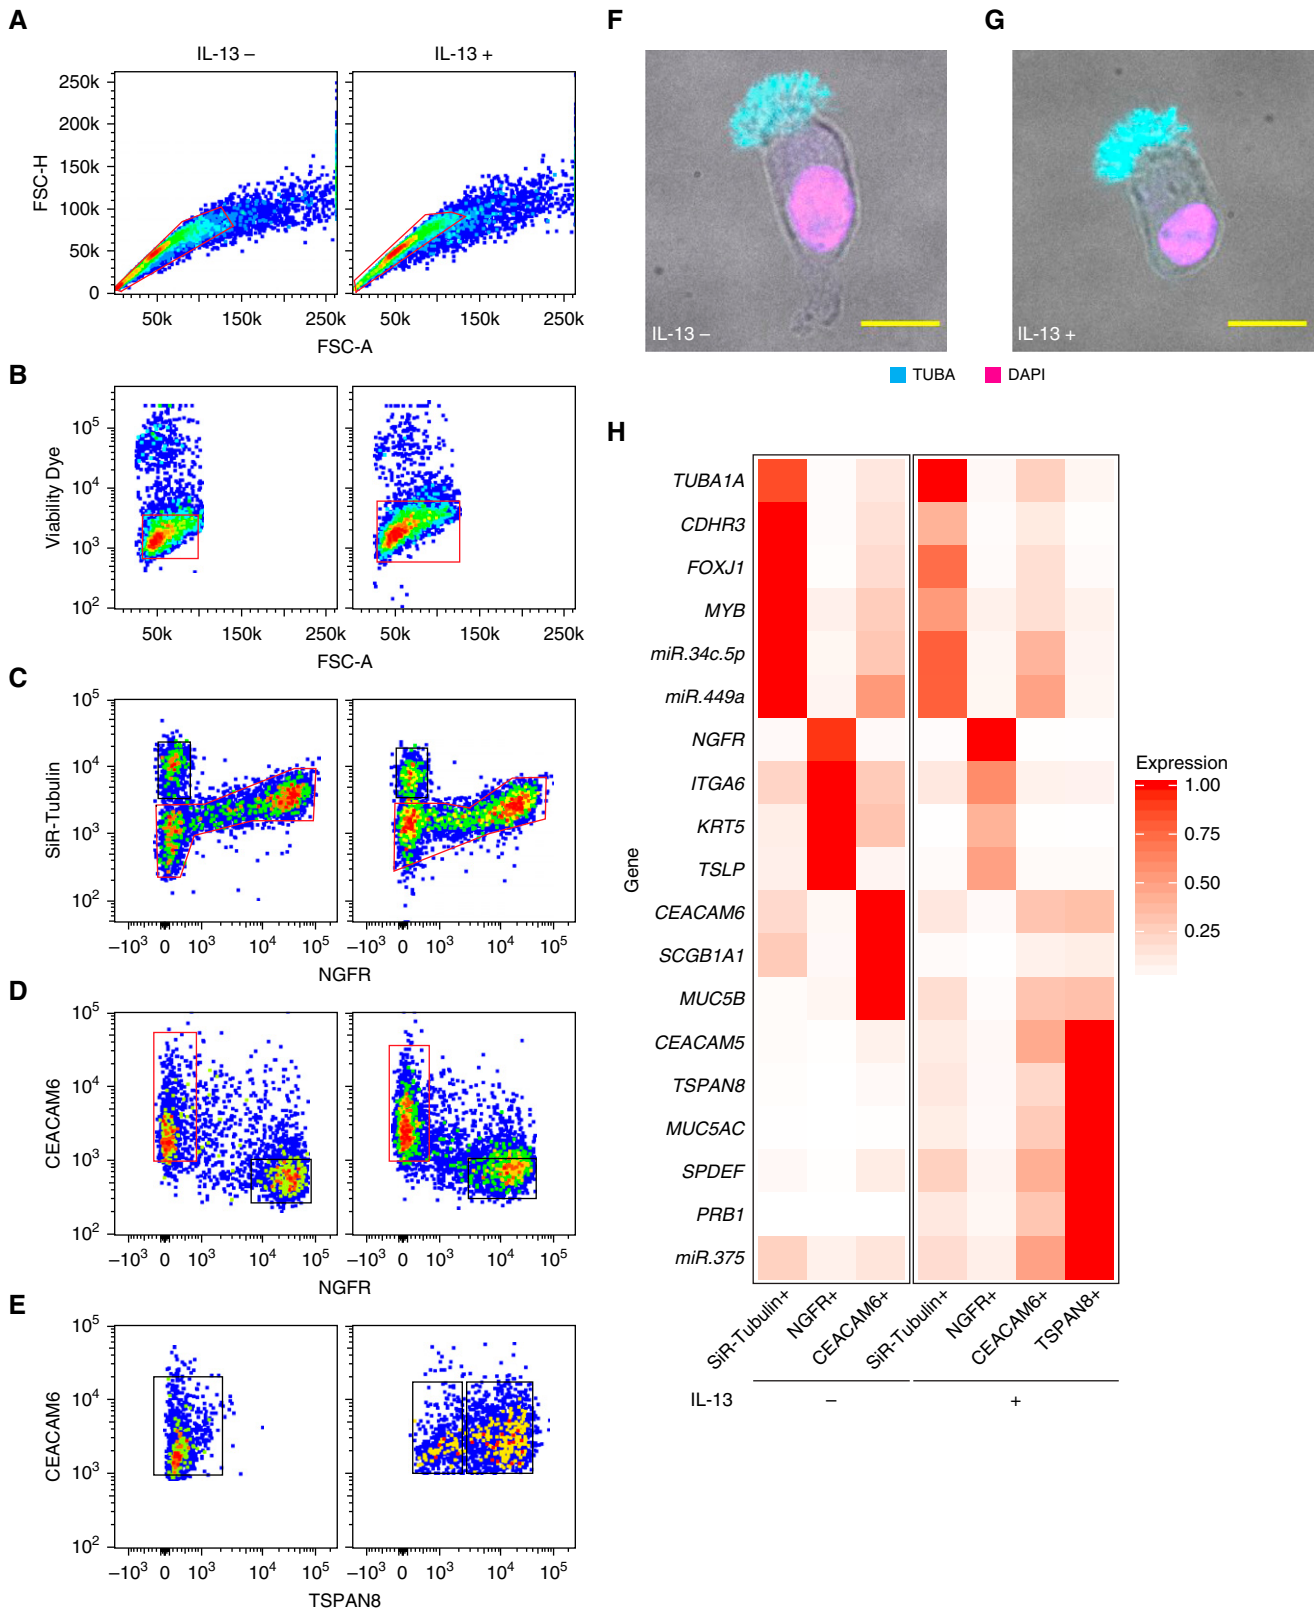 A
IL-13 –
IL-13 +
250k
200k
150k
100k
50k
0
FSC-H
50k 150k 250k
50k 150k 250k
FSC-A
B
10⁵
10⁴
10³
10²
Viability Dye
50k 150k 250k
50k 150k 250k
FSC-A
C
10⁵
10⁴
10³
10²
SiR-Tubulin
–10³ 0 10³ 10⁴ 10⁵
–10³ 0 10³ 10⁴ 10⁵
NGFR
D
10⁵
10⁴
10³
10²
CEACAM6
–10³ 0 10³ 10⁴ 10⁵
–10³ 0 10³ 10⁴ 10⁵
NGFR
E
10⁵
10⁴
10³
10²
CEACAM6
–10³ 0 10³ 10⁴ 10⁵
–10³ 0 10³ 10⁴ 10⁵
TSPAN8
F
IL-13 –
G
IL-13 +
TUBA
DAPI
H
Gene
TUBA1A
CDHR3
FOXJ1
MYB
miR.34c.5p
miR.449a
NGFR
ITGA6
KRT5
TSLP
CEACAM6
SCGB1A1
MUC5B
CEACAM5
TSPAN8
MUC5AC
SPDEF
PRB1
miR.375
SiR-Tubulin+
NGFR+
CEACAM6+
SiR-Tubulin+
NGFR+
CEACAM6+
TSPAN8+
IL-13 – +
Expression
1.00
0.75
0.50
0.25